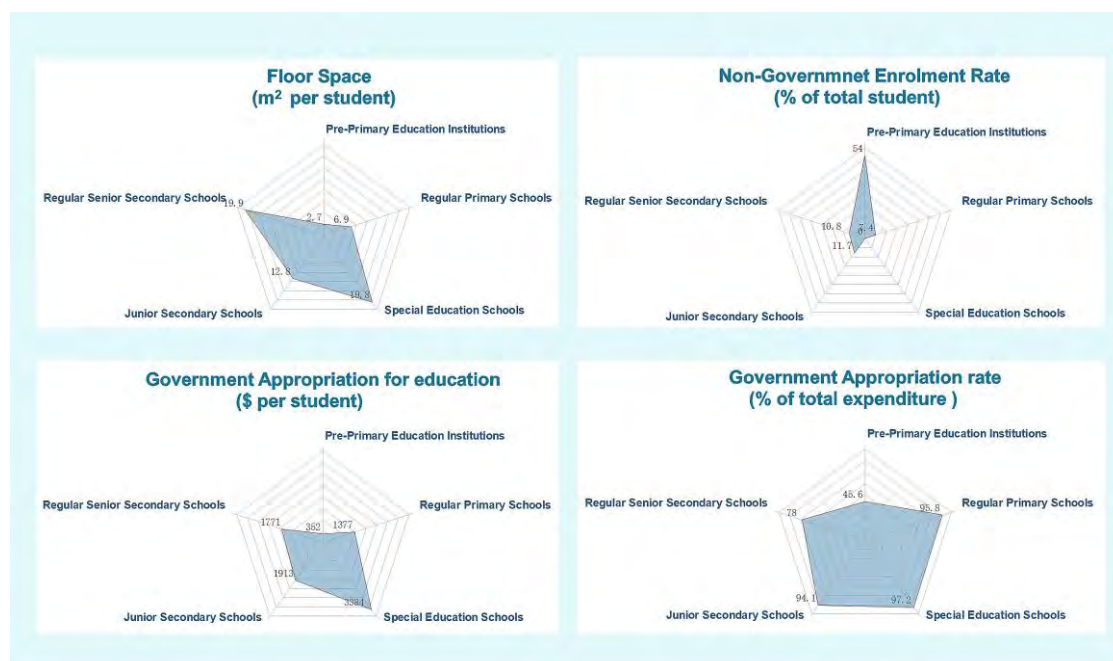 Floor Space
(m² per student)
Pre-Primary Education Institutions
Regular Senior Secondary Schools
19.9
2.7
6.9
Regular Primary Schools
12.8
19.8
Junior Secondary Schools
Special Education Schools
Non-Governmnet Enrolment Rate
(% of total student)
Pre-Primary Education Institutions
54
Regular Senior Secondary Schools
Regular Primary Schools
10.8
7.4
0
11.7
Junior Secondary Schools
Special Education Schools
Government Appropriation for education
($ per student)
Pre-Primary Education Institutions
Regular Senior Secondary Schools
Regular Primary Schools
1771
362
1377
1913
Junior Secondary Schools
Special Education Schools
Government Appropriation rate
(% of total expenditure )
Pre-Primary Education Institutions
Regular Senior Secondary Schools
Regular Primary Schools
45.6
78
95.8
94.1
97.2
Junior Secondary Schools
Special Education Schools